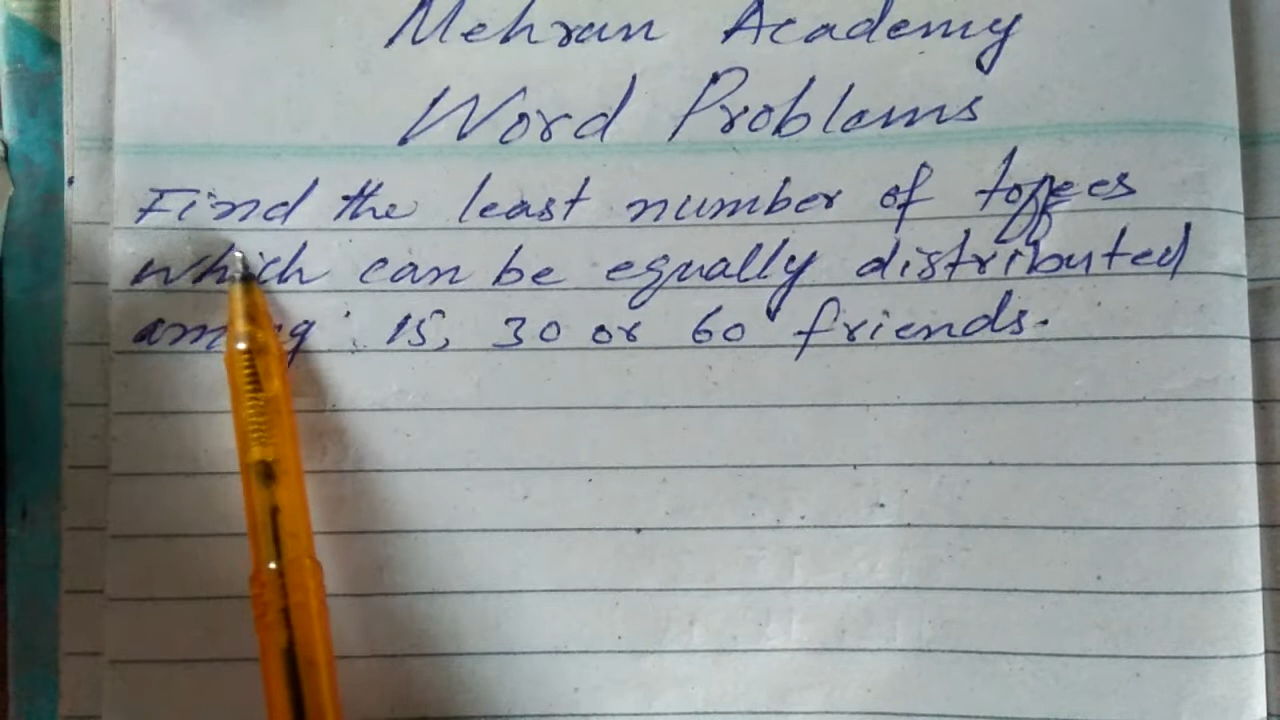 Mehran Academy
Word Problems
Find the least number of toffees
which can be equally distributed
among : 15, 30 or 60 friends.